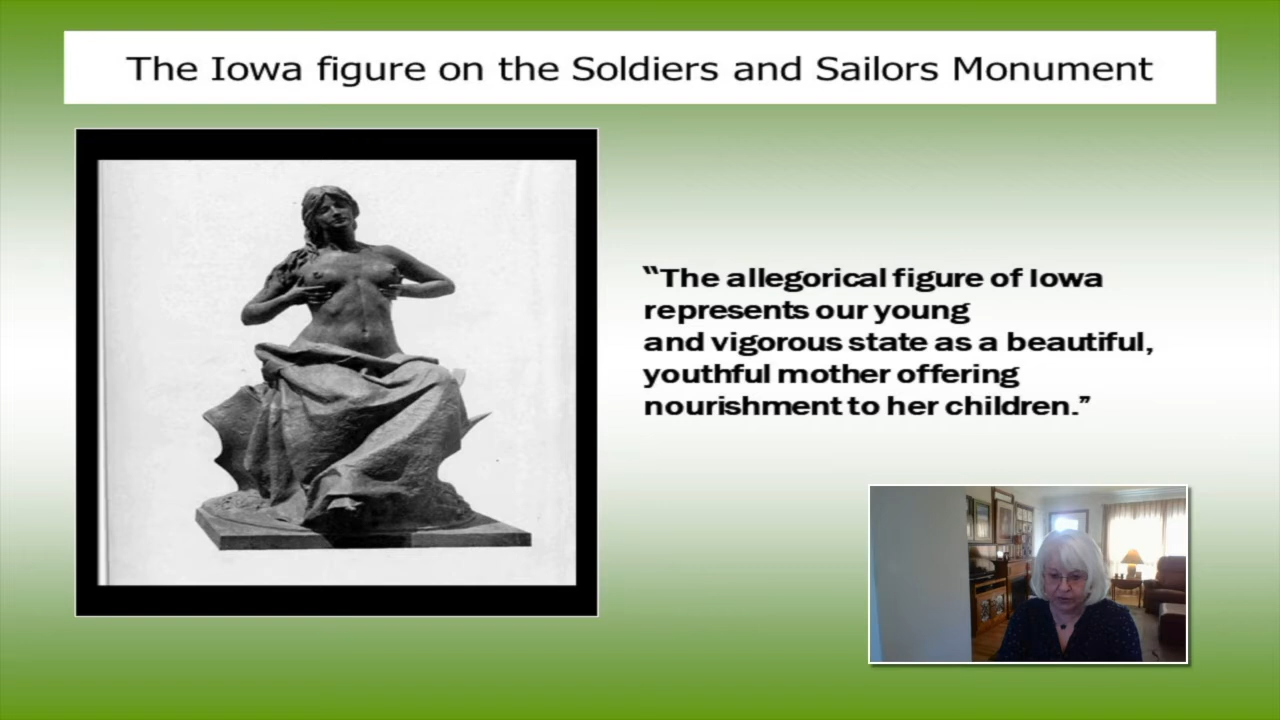 The Iowa figure on the Soldiers and Sailors Monument
“The allegorical figure of Iowa
represents our young
and vigorous state as a beautiful,
youthful mother offering
nourishment to her children.”